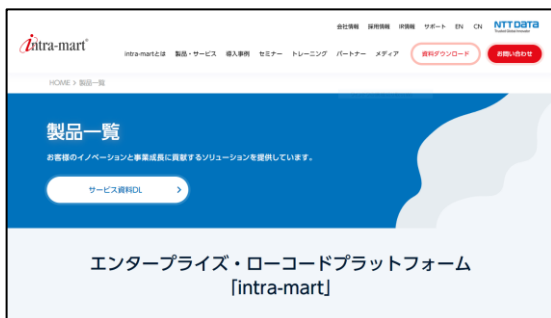 会社情報 採用情報 IR情報 サポート EN CN NTT DATA
Trusted Global Innovator
intra-mart®
intra-martとは 製品・サービス 導入事例 セミナー トレーニング パートナー メディア 資料ダウンロード お問い合わせ
HOME > 製品一覧
製品一覧
お客様のイノベーションと事業成長に貢献するソリューションを提供しています。
サービス資料DL >
エンタープライズ・ローコードプラットフォーム
「intra-mart」